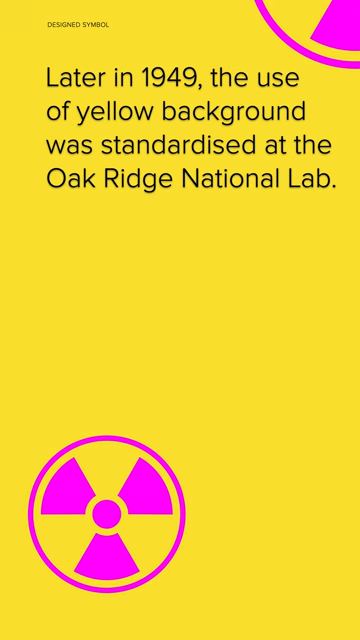 DESIGNED SYMBOL
Later in 1949, the use
of yellow background
was standardised at the
Oak Ridge National Lab.